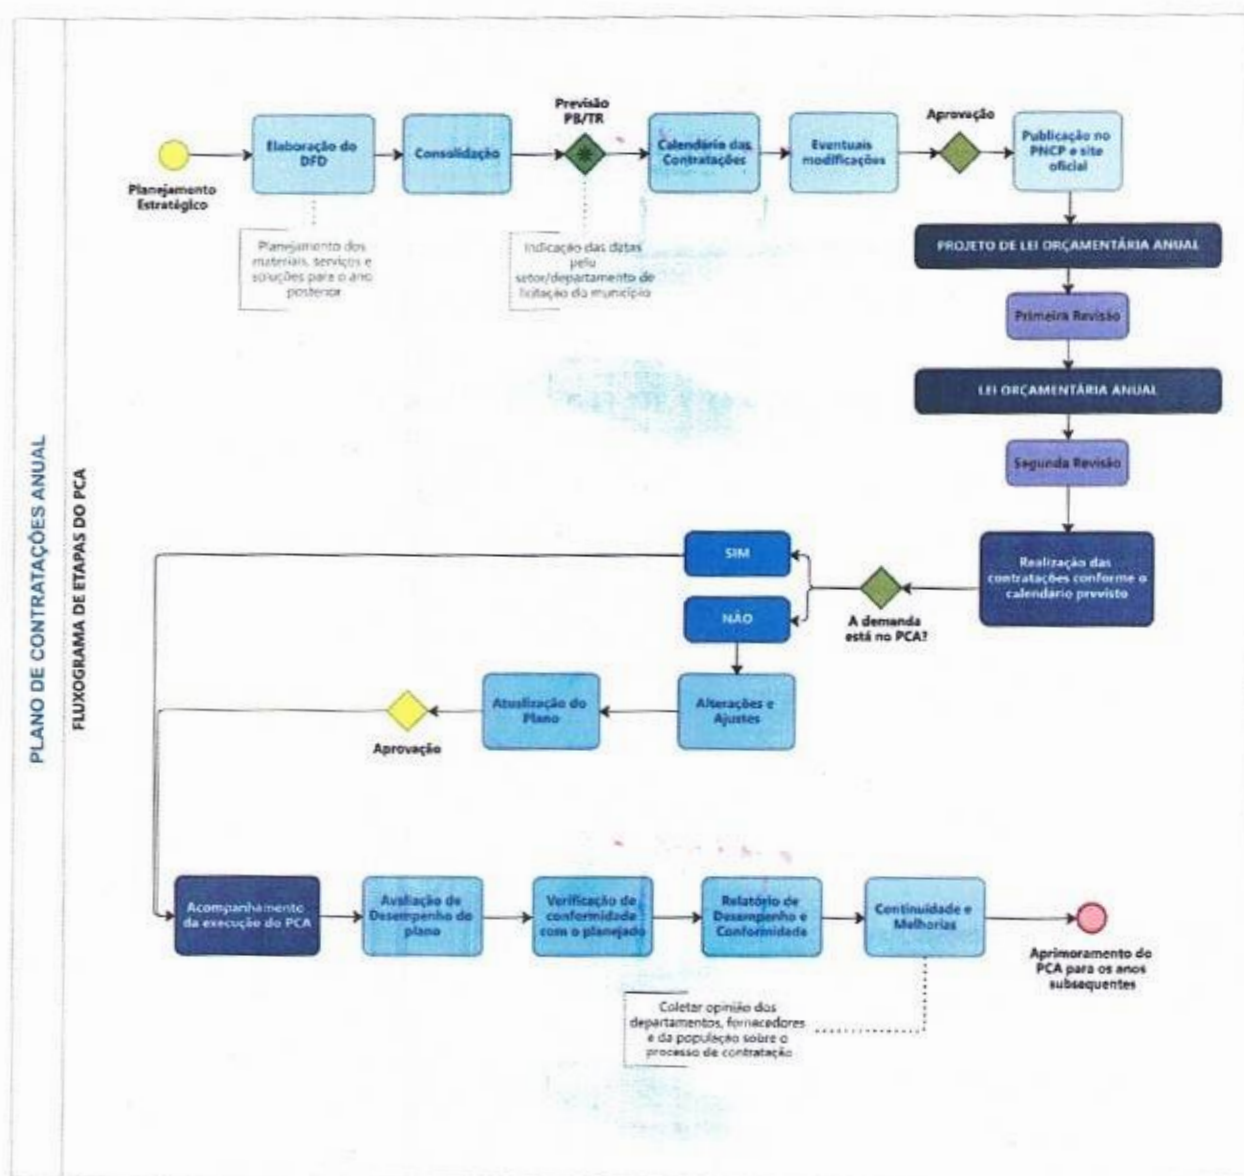 PLANO DE CONTRATAÇÕES ANUAL
FLUXOGRAMA DE ETAPAS DO PCA
Planejamento
Estratégico
Elaboração do
DFD
Planejamento dos
materiais, serviços e
soluções para o ano
posterior
Consolidação
Previsão
PB/TR
Indicação das datas
pelo
setor/departamento de
licitação do município
Calendário das
Contratações
Eventuais
modificações
Aprovação
Publicação no
PNCP e site
oficial
PROJETO DE LEI ORÇAMENTÁRIA ANUAL
Primeira Revisão
LEI ORÇAMENTÁRIA ANUAL
Segunda Revisão
Realização das
contratações conforme o
calendário previsto
A demanda
está no PCA?
SIM
NÃO
Alterações e
Ajustes
Atualização do
Plano
Aprovação
Acompanhamento
da execução do PCA
Avaliação de
Desempenho do
plano
Verificação de
conformidade
com o planejado
Relatório de
Desempenho e
Conformidade
Continuidade e
Melhorias
Coletar opinião dos
departamentos, fornecedores
e da população sobre o
processo de contratação
Aprimoramento do
PCA para os anos
subsequentes